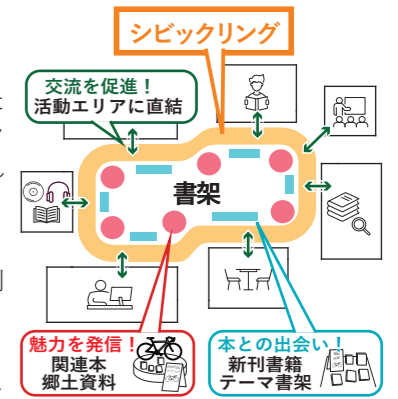 シビックリング
交流を促進!
活動エリアに直結
書架
魅力を発信!
関連本
郷土資料
本との出会い!
新刊書籍
テーマ書架